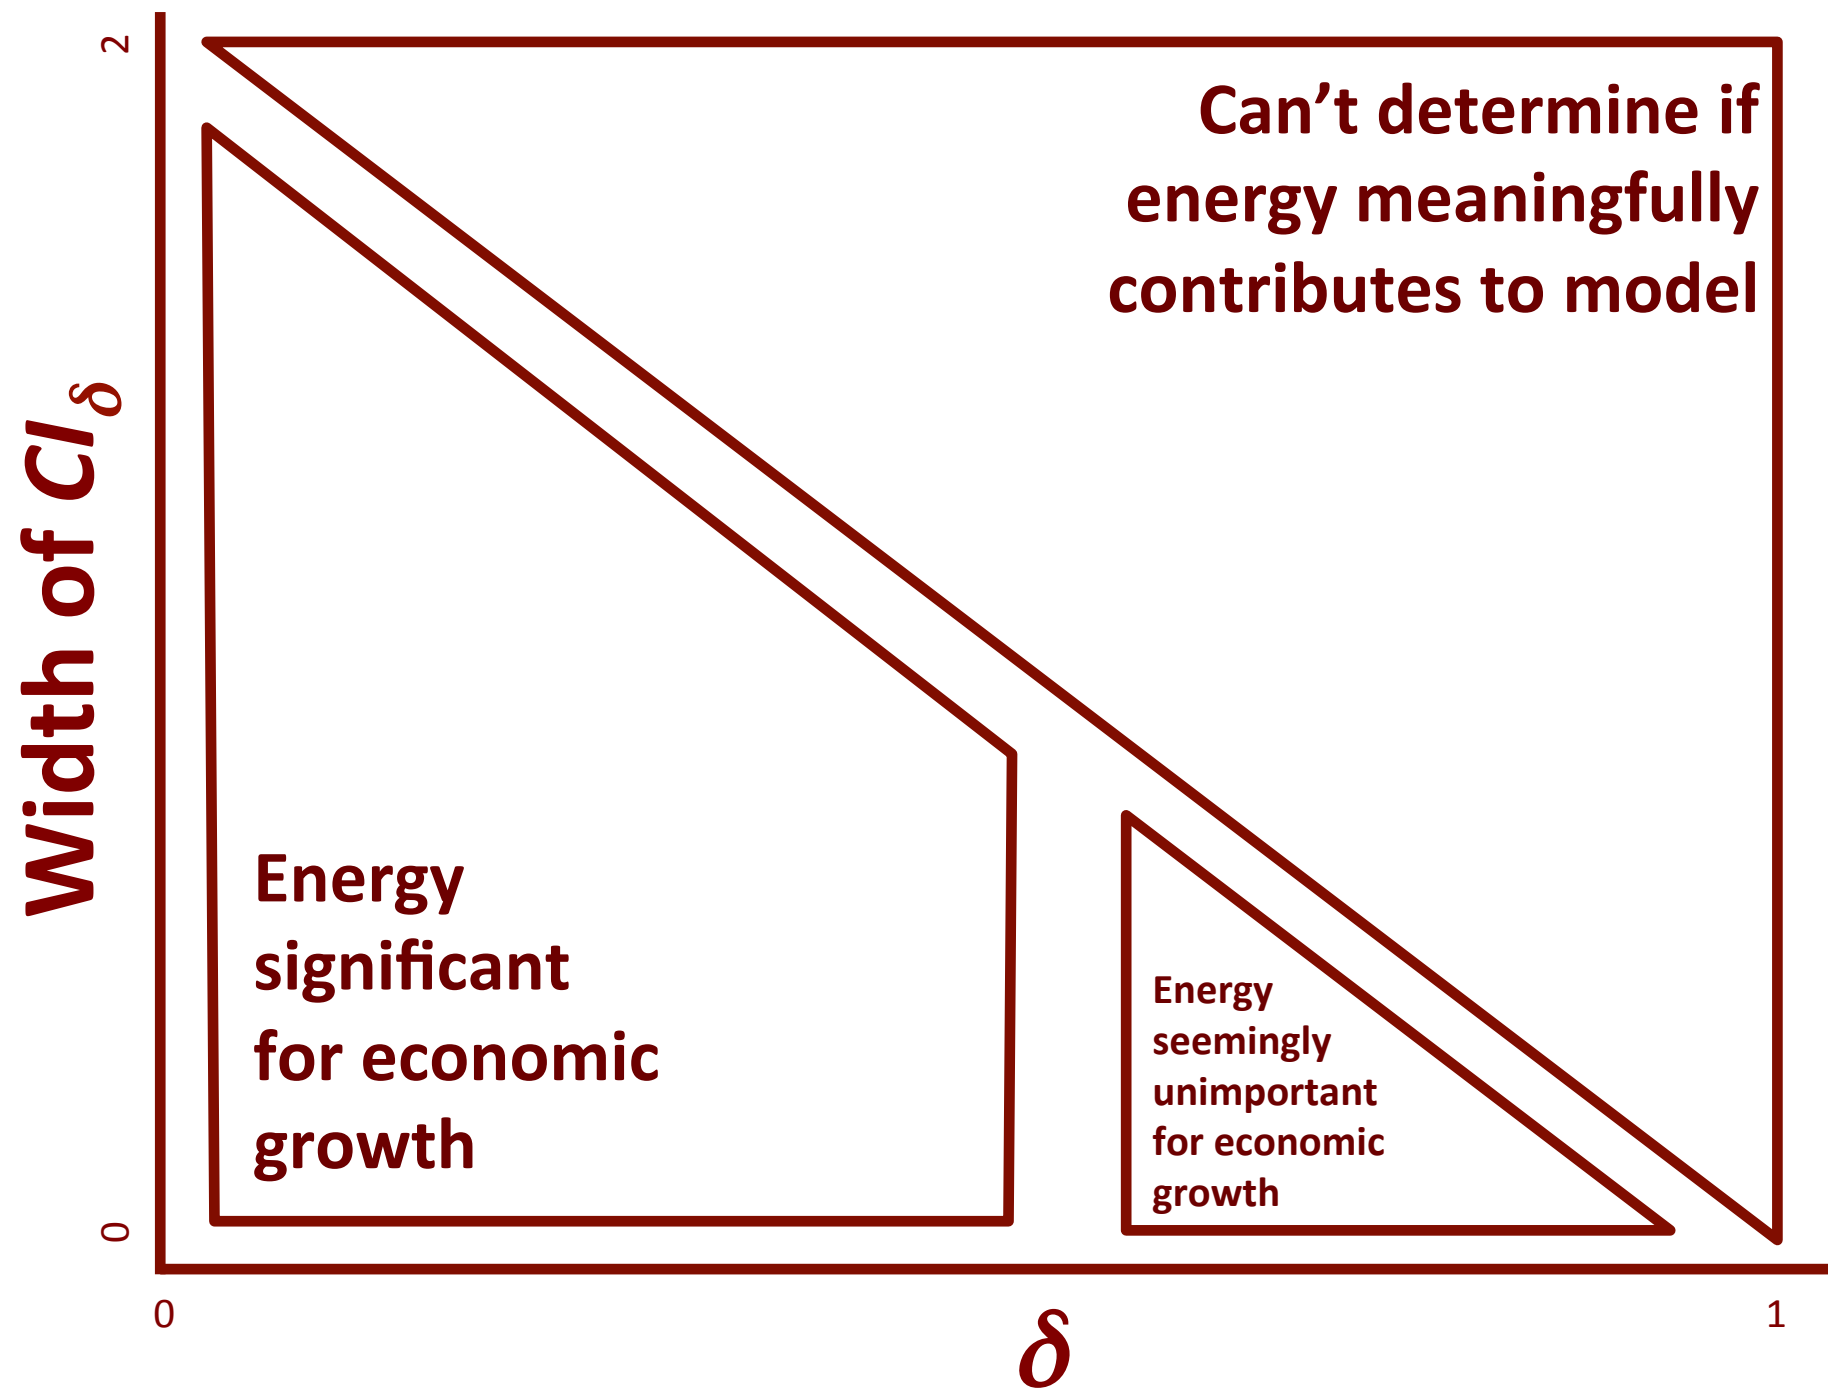 2
Can’t determine if
energy meaningfully
contributes to model
Width of CI δ
Energy
significant
for economic
growth
Energy
seemingly
unimportant
for economic
growth
0
0
1
δ